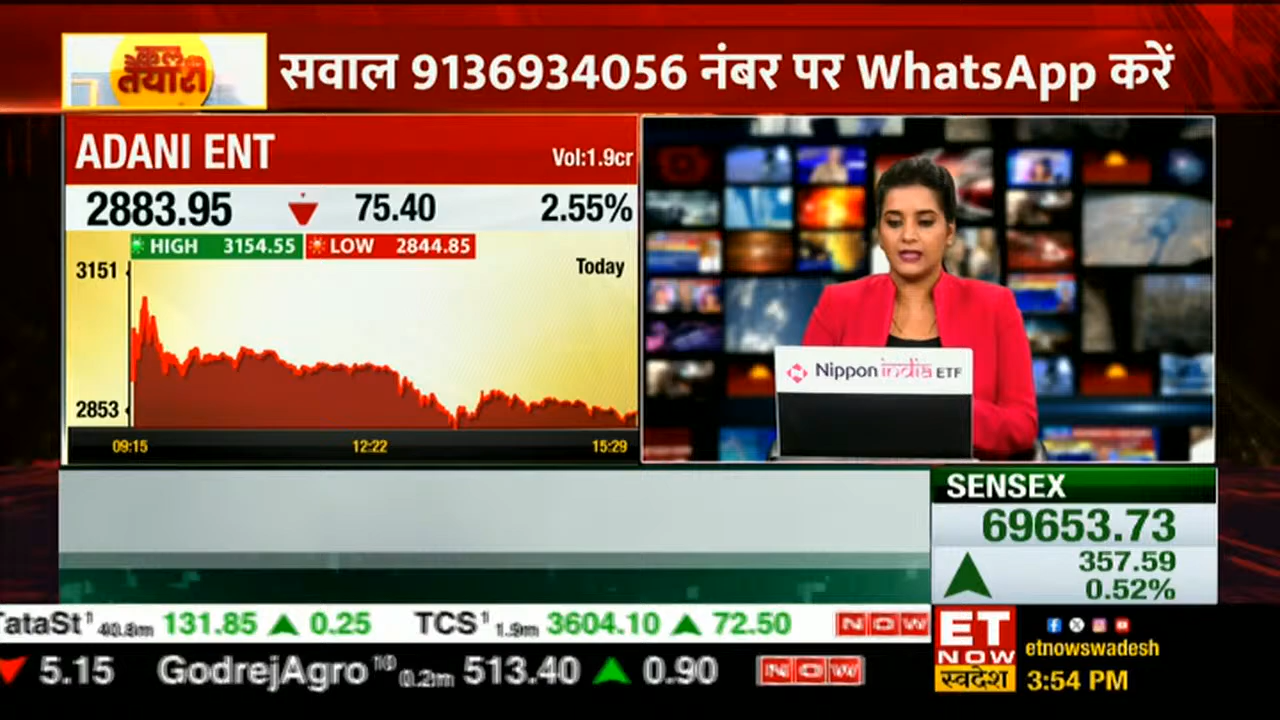 कल की तैयारी
सवाल 9136934056 नंबर पर WhatsApp करें
ADANI ENT Vol:1.9cr
2883.95 ▼ 75.40 2.55%
HIGH 3154.55 LOW 2844.85
Today
3151
2853
09:15 12:22 15:29
Nippon india ETF
SENSEX
69653.73
▲ 357.59
0.52%
TataSt¹ 40.8m 131.85 ▲ 0.25 TCS¹ 1.9m 3604.10 ▲ 72.50 NOW
▼ 5.15 GodrejAgro¹⁰ 0.2m 513.40 ▲ 0.90 NOW
ET
NOW
स्वदेश
etnowswadesh
3:54 PM